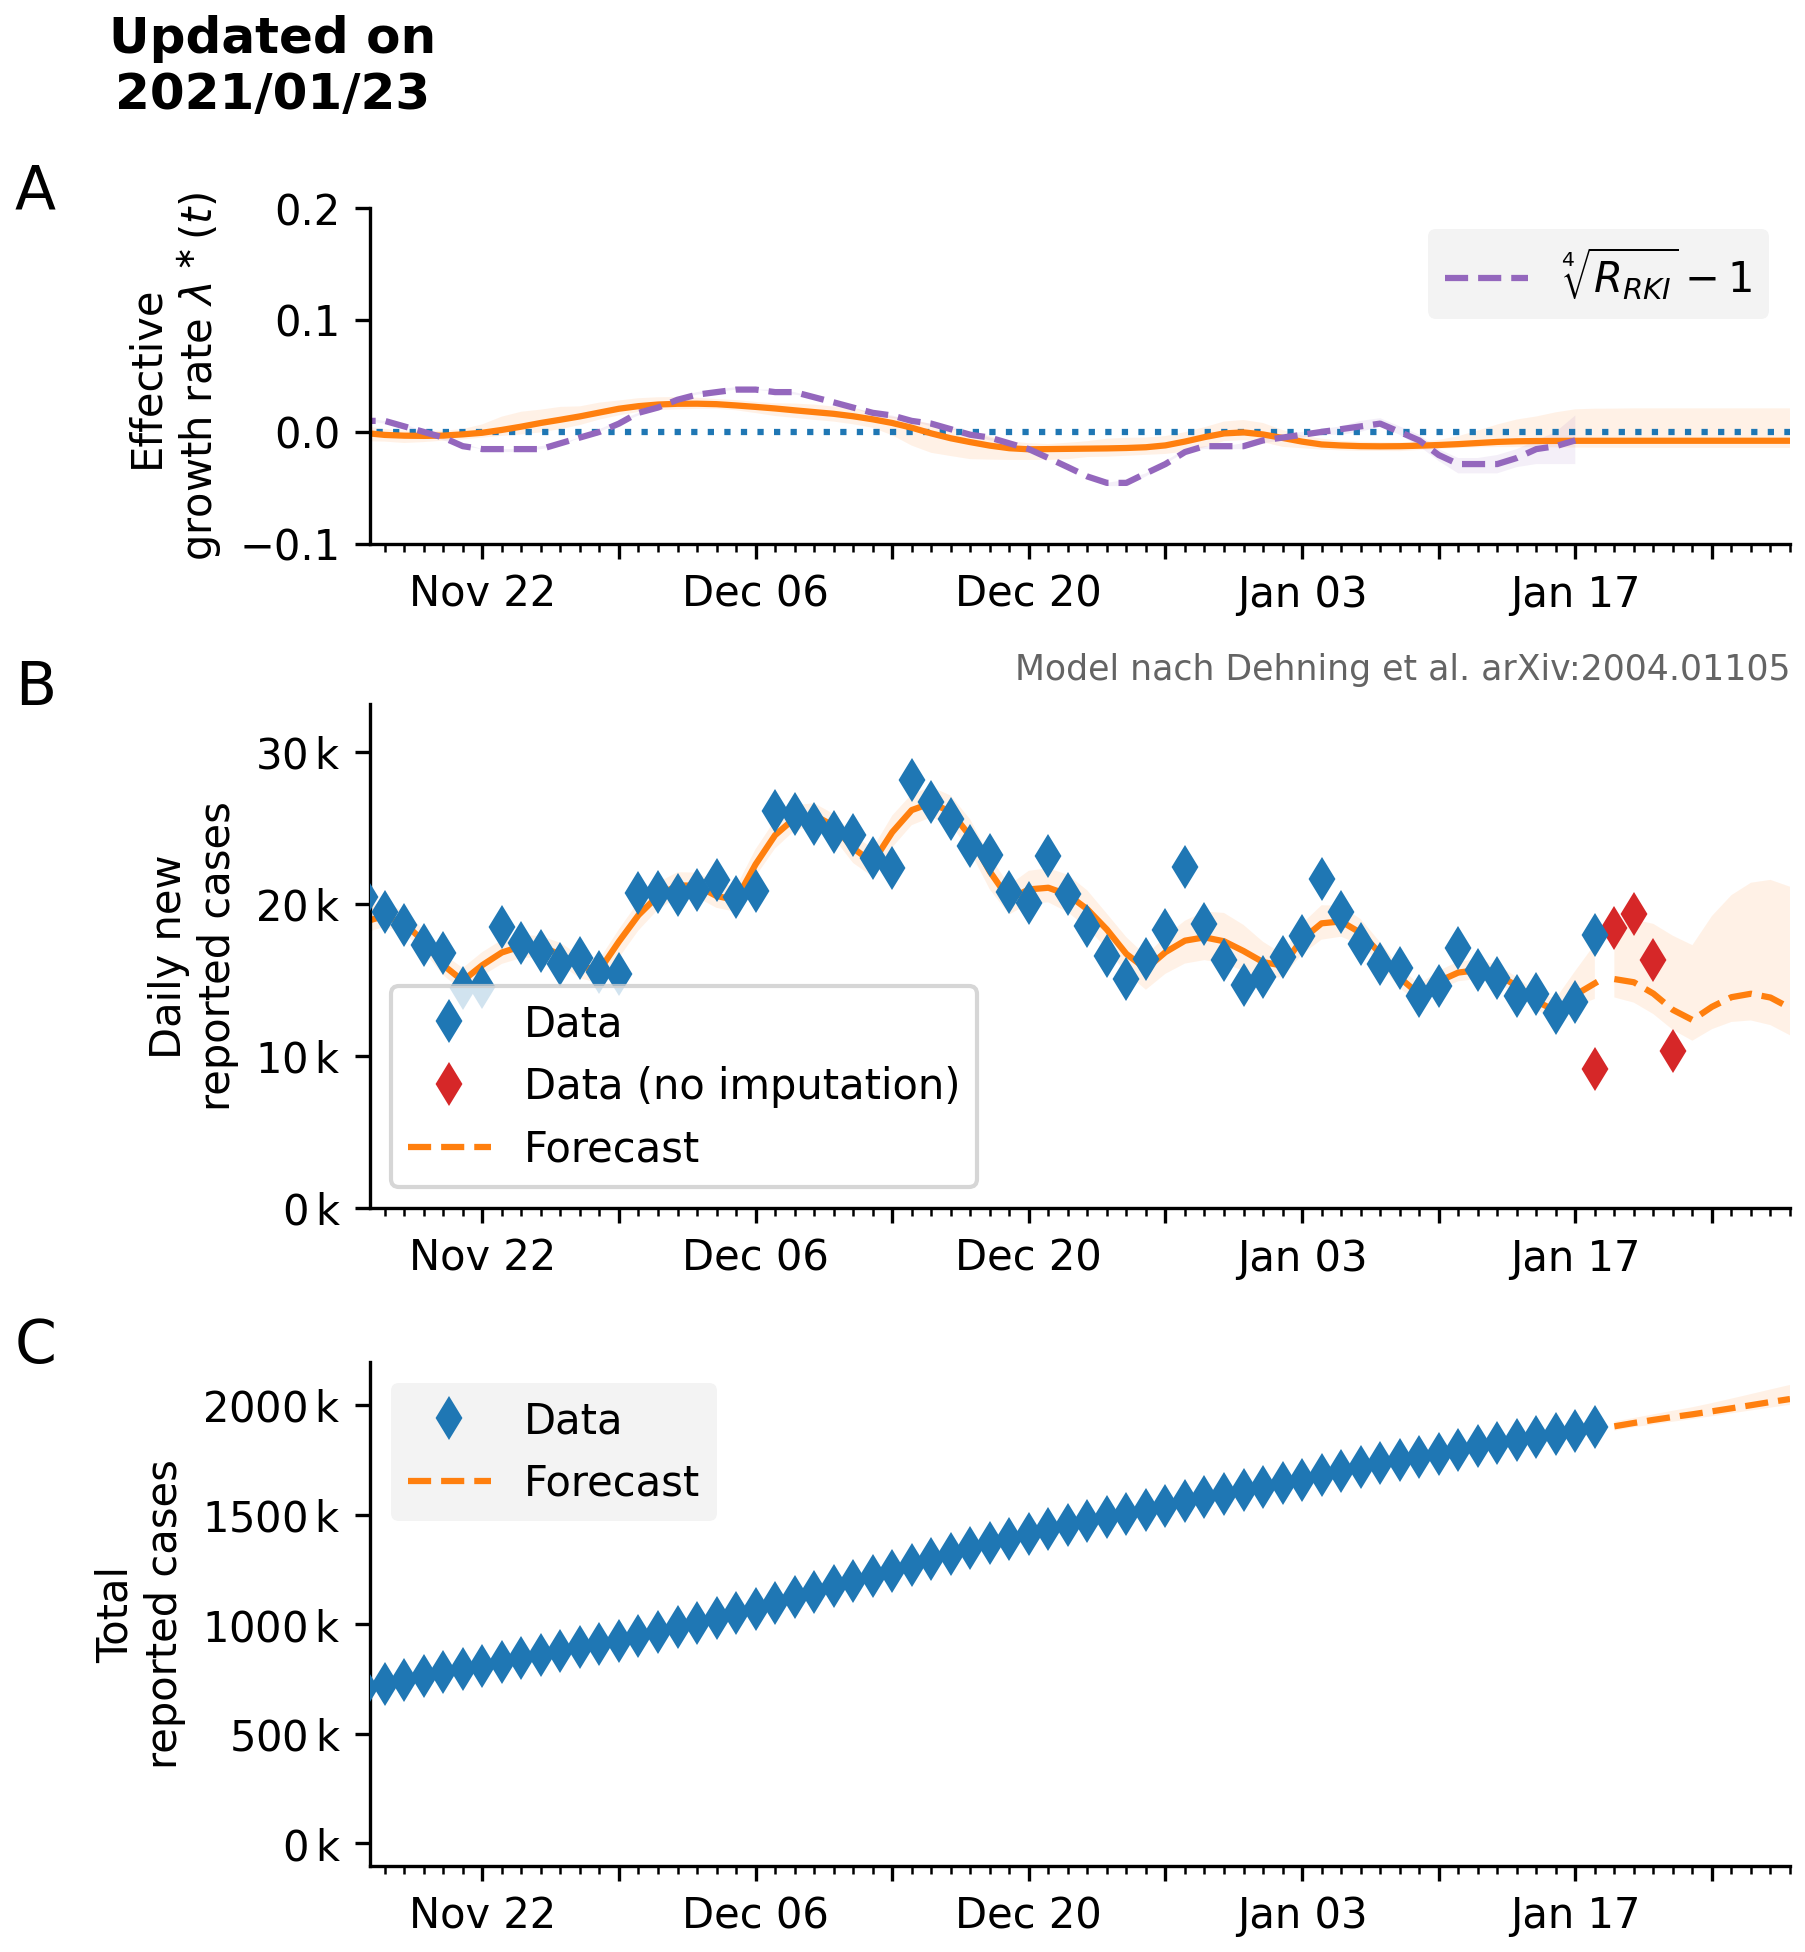 Updated on
2021/01/23
A
Effective
growth rate λ * (t)
0.2
0.1
0.0
−0.1
∜R_RKI − 1
Nov 22 Dec 06 Dec 20 Jan 03 Jan 17
Model nach Dehning et al. arXiv:2004.01105
B
Daily new
reported cases
30 k
20 k
10 k
0 k
Data
Data (no imputation)
Forecast
Nov 22 Dec 06 Dec 20 Jan 03 Jan 17
C
Total
reported cases
2000 k
1500 k
1000 k
500 k
0 k
Data
Forecast
Nov 22 Dec 06 Dec 20 Jan 03 Jan 17